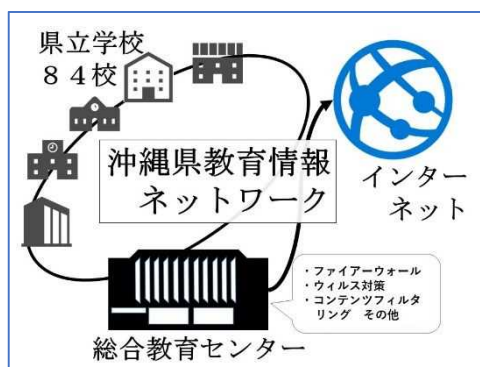 県立学校
84校
沖縄県教育情報
ネットワーク
インター
ネット
・ファイアーウォール
・ウィルス対策
・コンテンツフィルタ
リング その他
総合教育センター